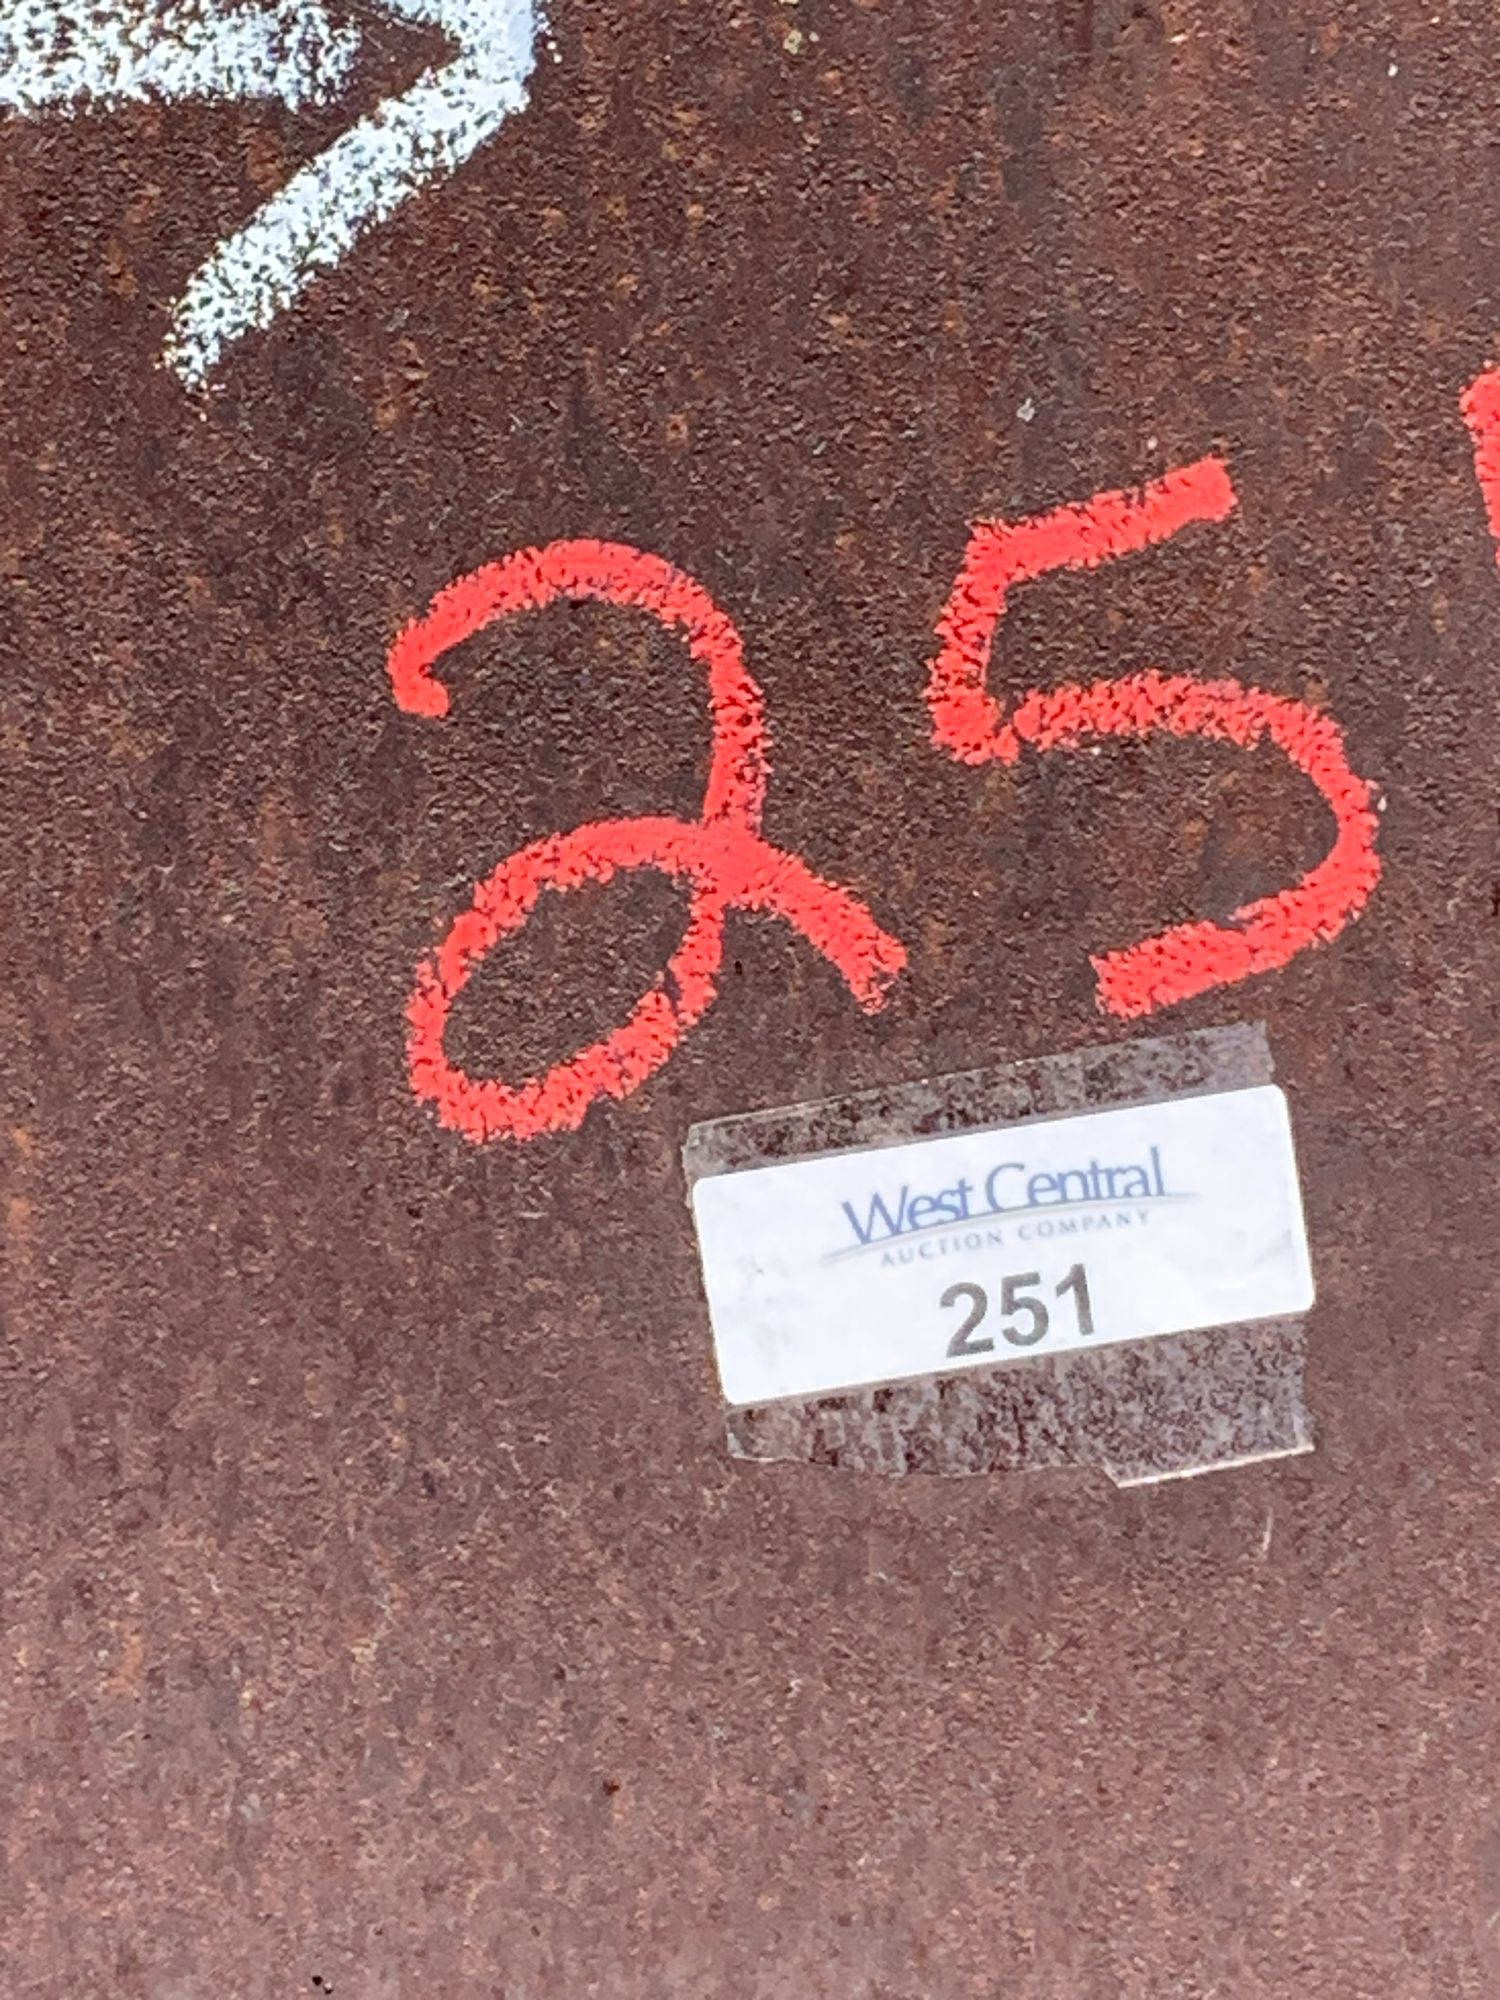 25
West Central
AUCTION COMPANY
251